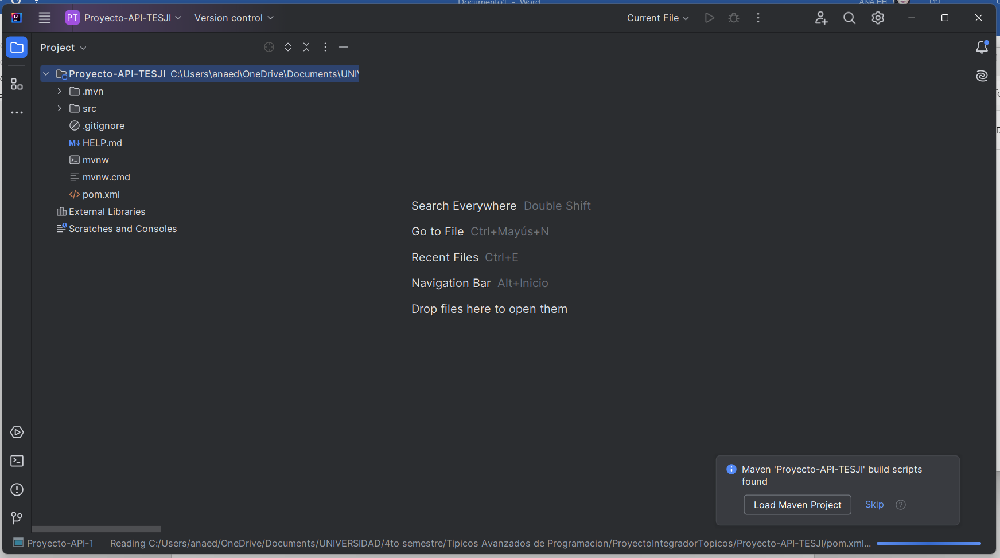 Documento1 - Word
ANA HH
PT Proyecto-API-TESJI
Version control
Current File
Project
Proyecto-API-TESJI C:\Users\anaed\OneDrive\Documents\UNI
.mvn
src
.gitignore
M↓ HELP.md
mvnw
mvnw.cmd
</> pom.xml
External Libraries
Scratches and Consoles
Search Everywhere Double Shift
Go to File Ctrl+Mayús+N
Recent Files Ctrl+E
Navigation Bar Alt+Inicio
Drop files here to open them
Maven 'Proyecto-API-TESJI' build scripts
found
Load Maven Project
Skip
Proyecto-API-T
Reading C:/Users/anaed/OneDrive/Documents/UNIVERSIDAD/4to semestre/Tipicos Avanzados de Programacion/ProyectoIntegradorTopicos/Proyecto-API-TESJI/pom.xml...